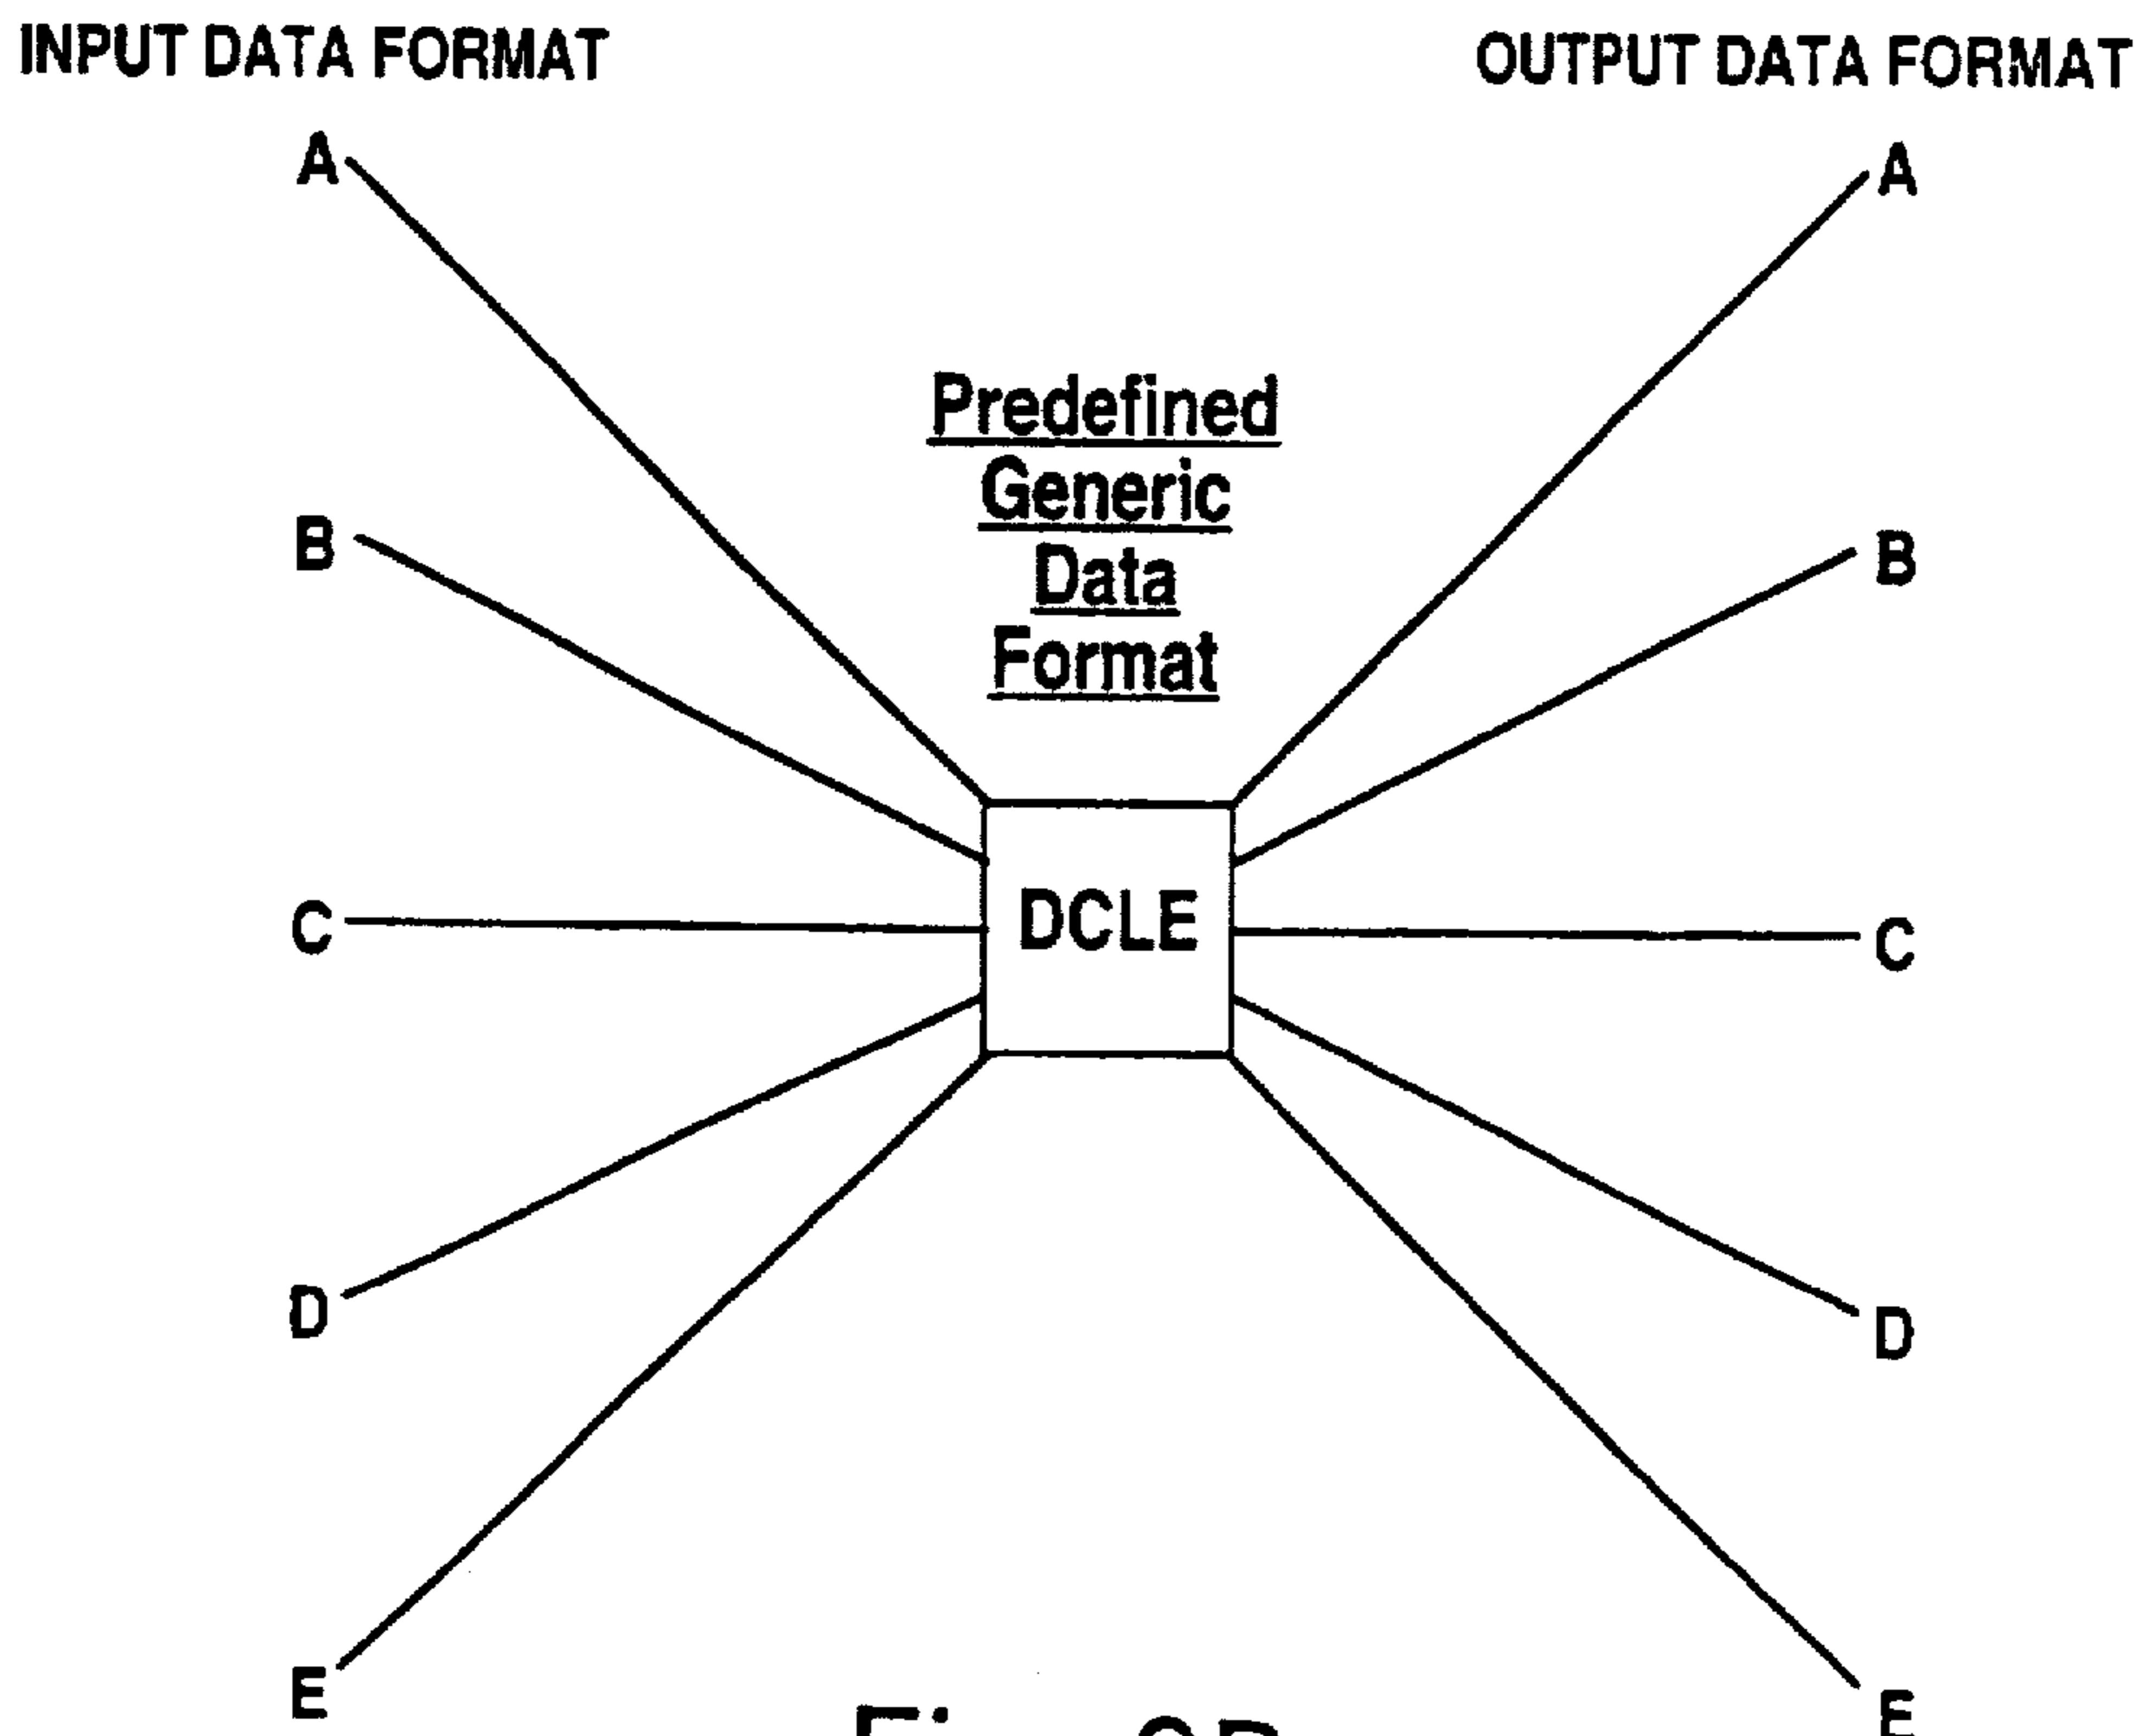 INPUT DATA FORMAT
OUTPUT DATA FORMAT
A
A
Predefined
Generic
Data
Format
B
B
DCLE
C
C
D
D
E
E